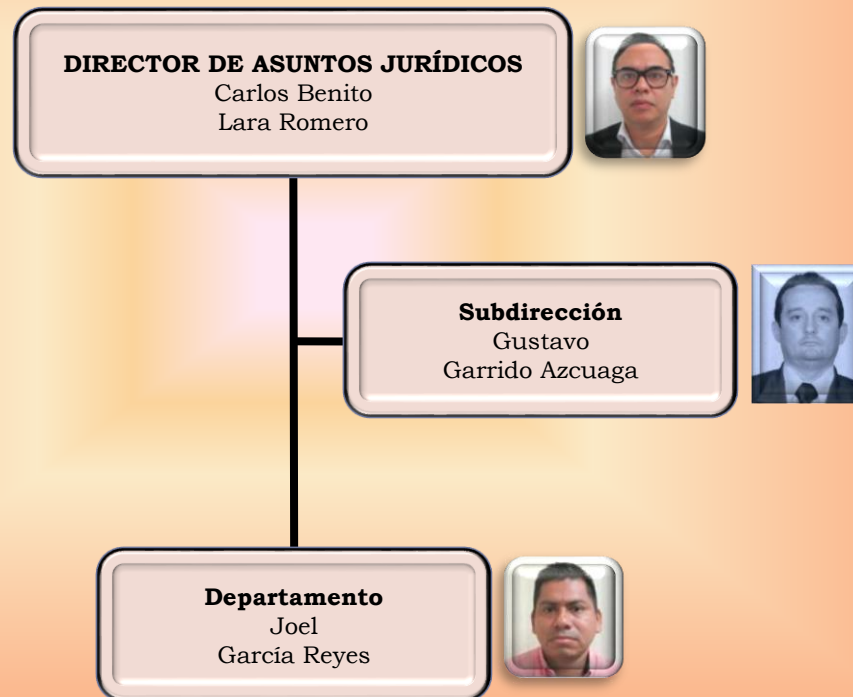 DIRECTOR DE ASUNTOS JURÍDICOS
Carlos Benito
Lara Romero
Subdirección
Gustavo
Garrido Azcuaga
Departamento
Joel
García Reyes